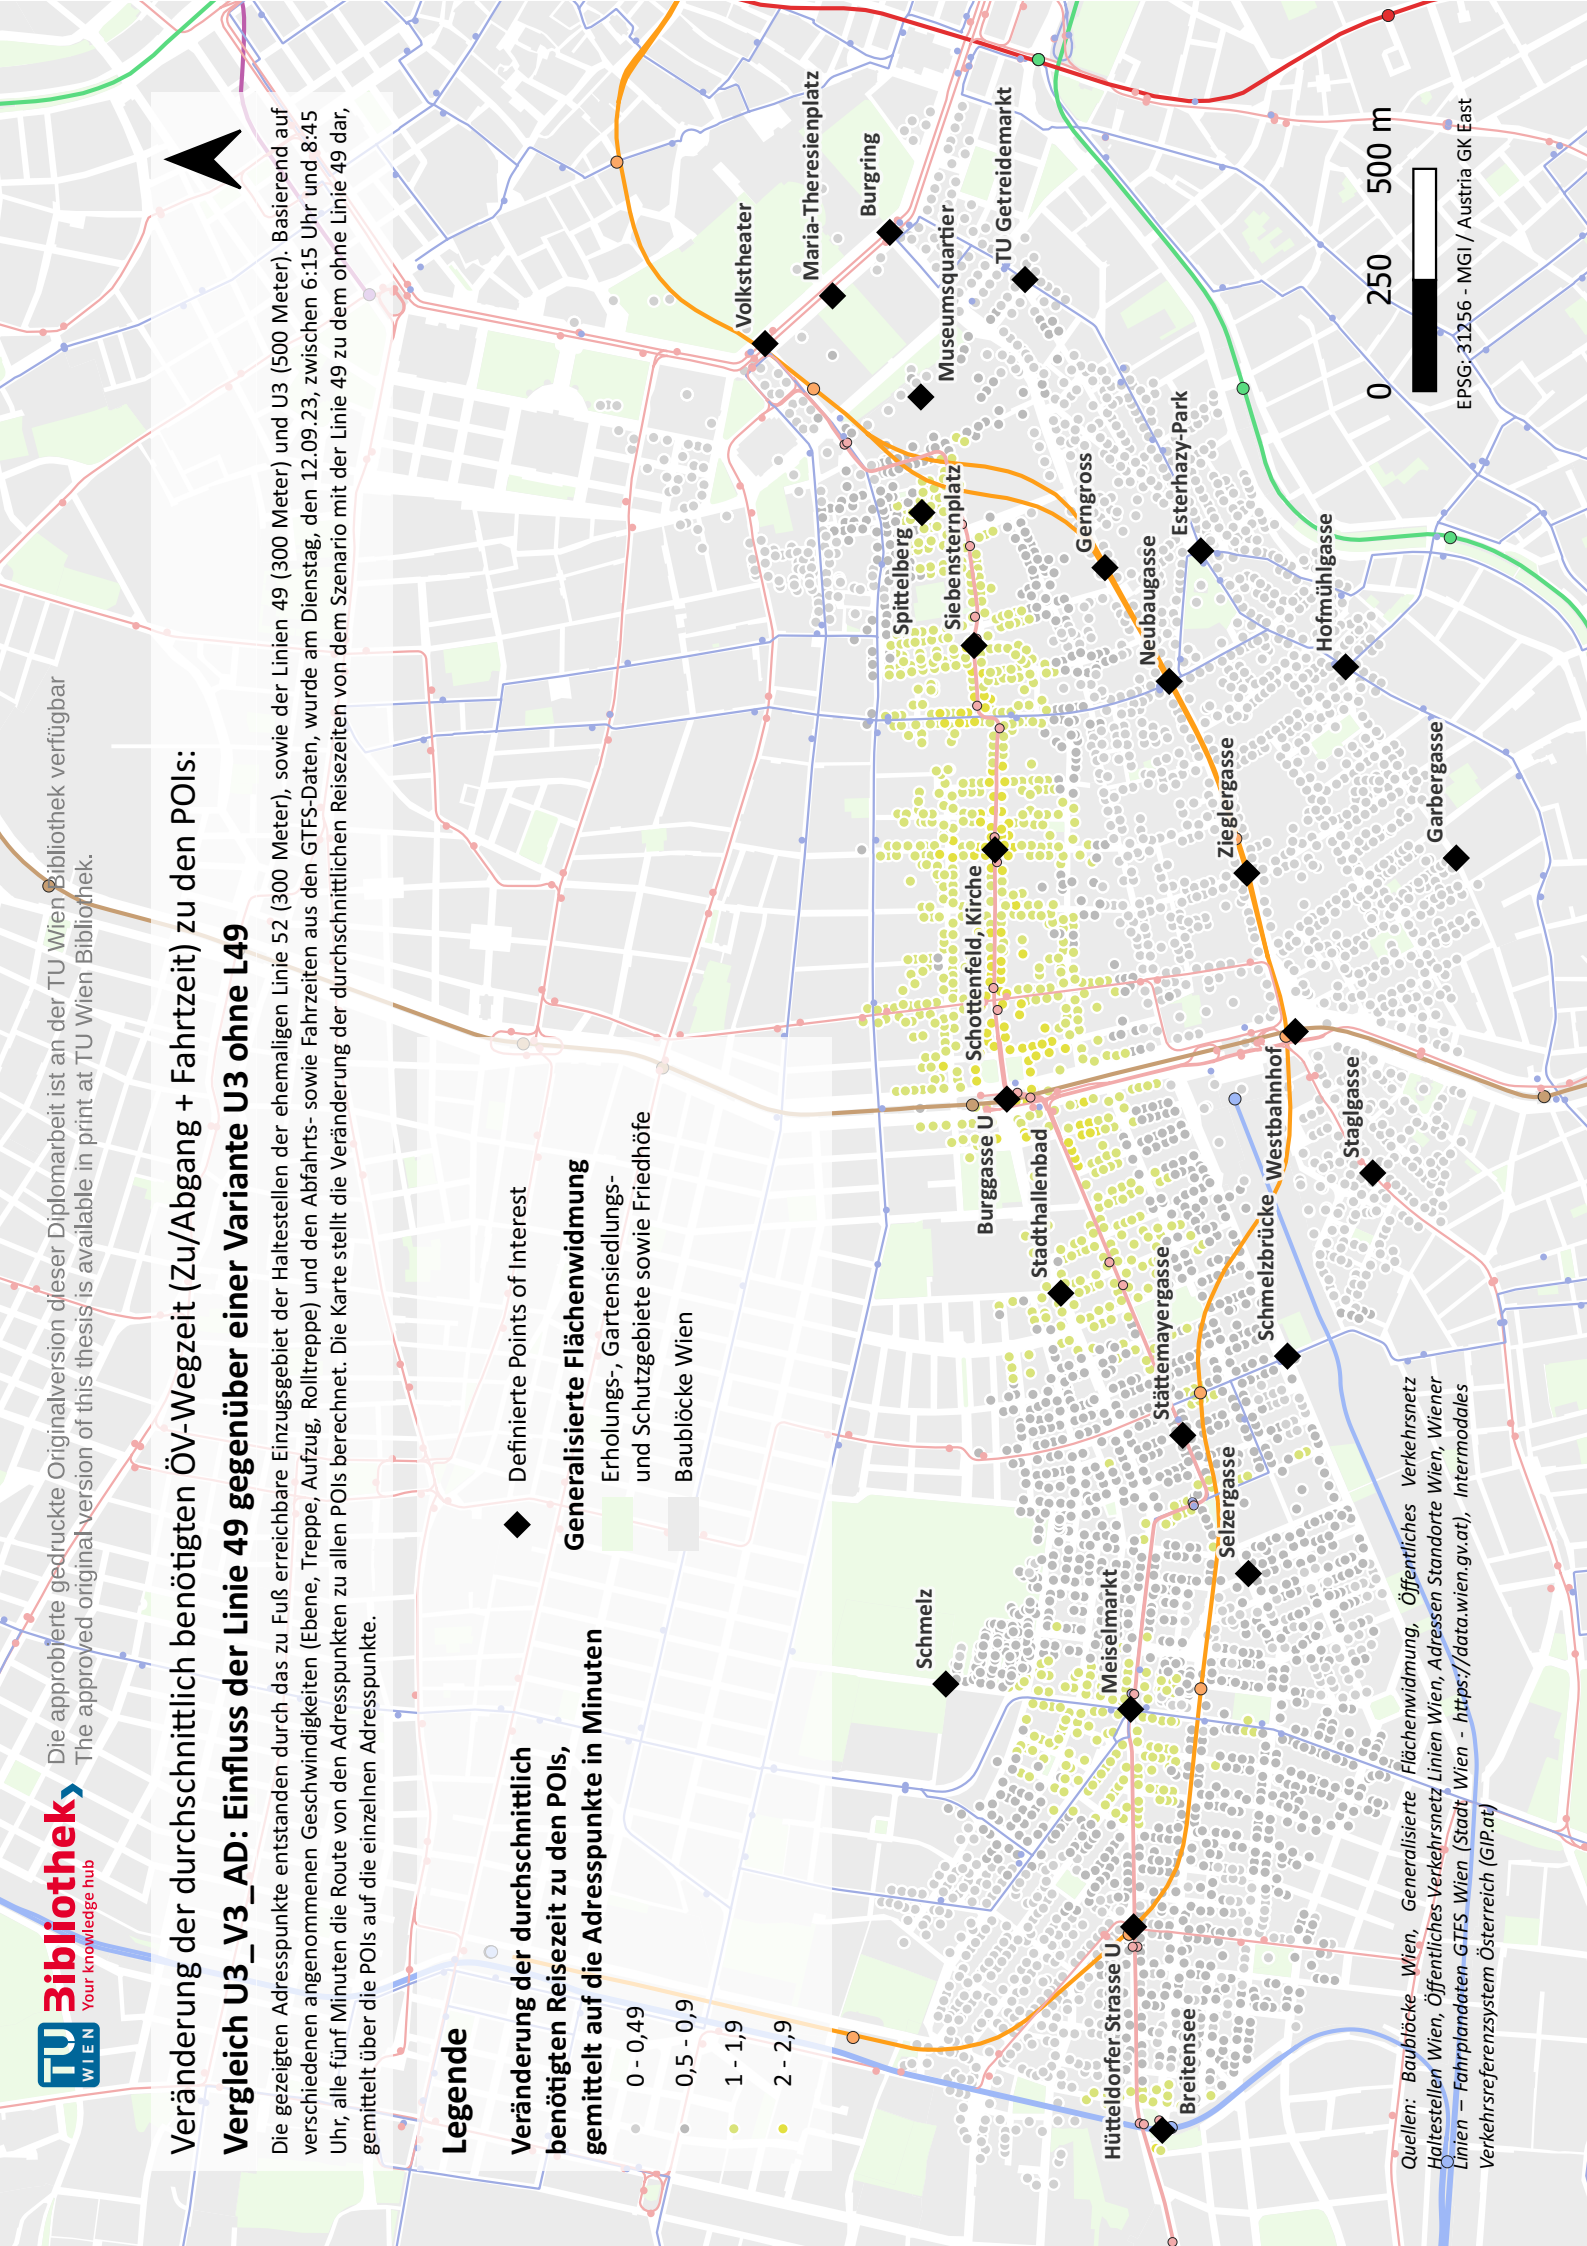 TU WIEN Bibliothek
Your knowledge hub
Die approbierte gedruckte Originalversion dieser Diplomarbeit ist an der TU Wien Bibliothek verfügbar
The approved original version of this thesis is available in print at TU Wien Bibliothek.
Veränderung der durchschnittlich benötigten ÖV-Wegzeit (Zu/Abgang + Fahrtzeit) zu den POIs:
Vergleich U3_V3_AD: Einfluss der Linie 49 gegenüber einer Variante U3 ohne L49
Die gezeigten Adresspunkte entstanden durch das zu Fuß erreichbare Einzugsgebiet der Haltestellen der ehemaligen Linie 52 (300 Meter), sowie der Linien 49 (300 Meter) und U3 (500 Meter). Basierend auf
verschiedenen angenommenen Geschwindigkeiten (Ebene, Treppe, Aufzug, Rolltreppe) und den Abfahrts- sowie Fahrzeiten aus den GTFS-Daten, wurde am Dienstag, den 12.09.23, zwischen 6:15 Uhr und 8:45
Uhr, alle fünf Minuten die Route von den Adresspunkten zu allen POIs berechnet. Die Karte stellt die Veränderung der durchschnittlichen Reisezeiten von dem Szenario mit der Linie 49 zu dem ohne Linie 49 dar,
gemittelt über die POIs auf die einzelnen Adresspunkte.
Legende
Veränderung der durchschnittlich
benötigten Reisezeit zu den POIs,
gemittelt auf die Adresspunkte in Minuten
0 - 0,49
0,5 - 0,9
1 - 1,9
2 - 2,9
Definierte Points of Interest
Generalisierte Flächenwidmung
Erholungs-, Gartensiedlungs-
und Schutzgebiete sowie Friedhöfe
Baublöcke Wien
Volkstheater
Maria-Theresienplatz
Burgring
Museumsquartier
TU Getreidemarkt
Spittelberg
Siebensternplatz
Gerngross
Esterhazy-Park
Neubaugasse
Hofmühlgasse
Schottenfeld, Kirche
Zieglergasse
Garbergasse
Burggasse U
Stadthallenbad
Westbahnhof
Staglgasse
Schmelzbrücke
Stättemayergasse
Selzergasse
Schmelz
Meiselmarkt
Hütteldorfer Strasse U
Breitensee
0 250 500 m
EPSG: 31256 - MGI / Austria GK East
Quellen: Baublöcke Wien, Generalisierte Flächenwidmung, Öffentliches Verkehrsnetz
Haltestellen Wien, Öffentliches Verkehrsnetz Linien Wien, Adressen Standorte Wien, Wiener
Linien – Fahrplandaten GTFS Wien (Stadt Wien - https://data.wien.gv.at), Intermodales
Verkehrsreferenzsystem Österreich (GIP.at)